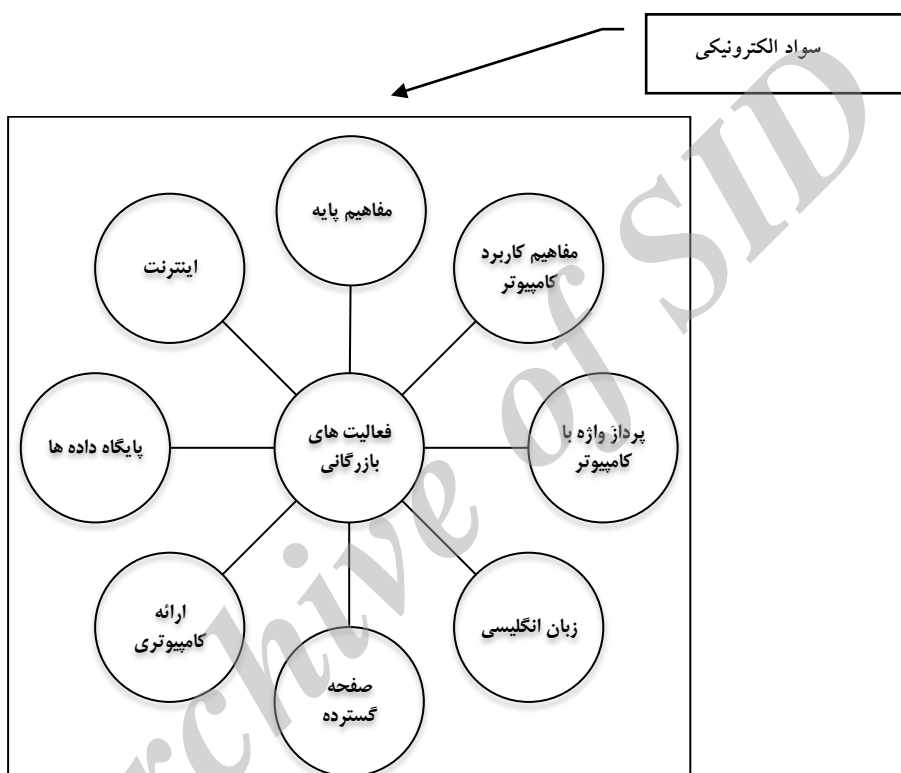 سواد الکترونیکی
مفاهیم پایه
مفاهیم کاربرد
کامپیوتر
اینترنت
پرداز واژه با
کامپیوتر
فعالیت های
بازرگانی
پایگاه داده ها
زبان انگلیسی
ارائه
کامپیوتری
صفحه
گسترده
Archive of SID